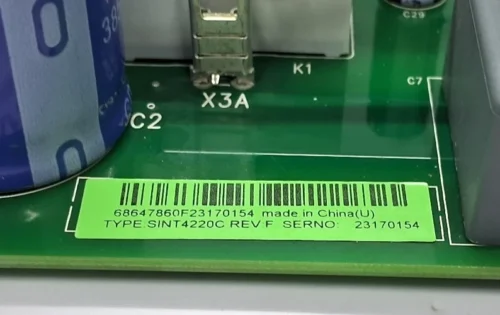 C29
K1
C7
X3A
C2
68647860F23170154 made in China(U)
TYPE:SINT4220C REV:F SERNO: 23170154